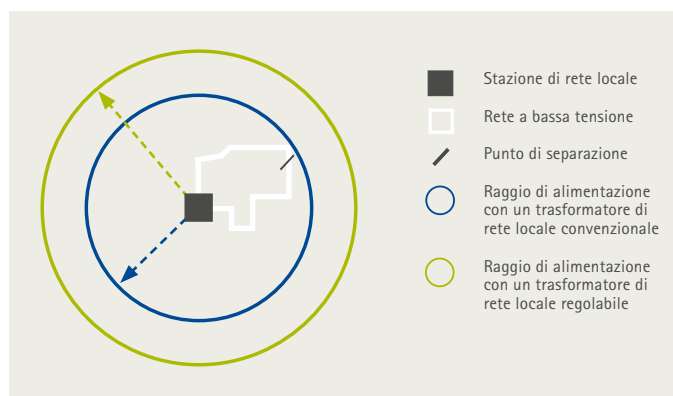 Stazione di rete locale
Rete a bassa tensione
Punto di separazione
Raggio di alimentazione
con un trasformatore di
rete locale convenzionale
Raggio di alimentazione
con un trasformatore di
rete locale regolabile